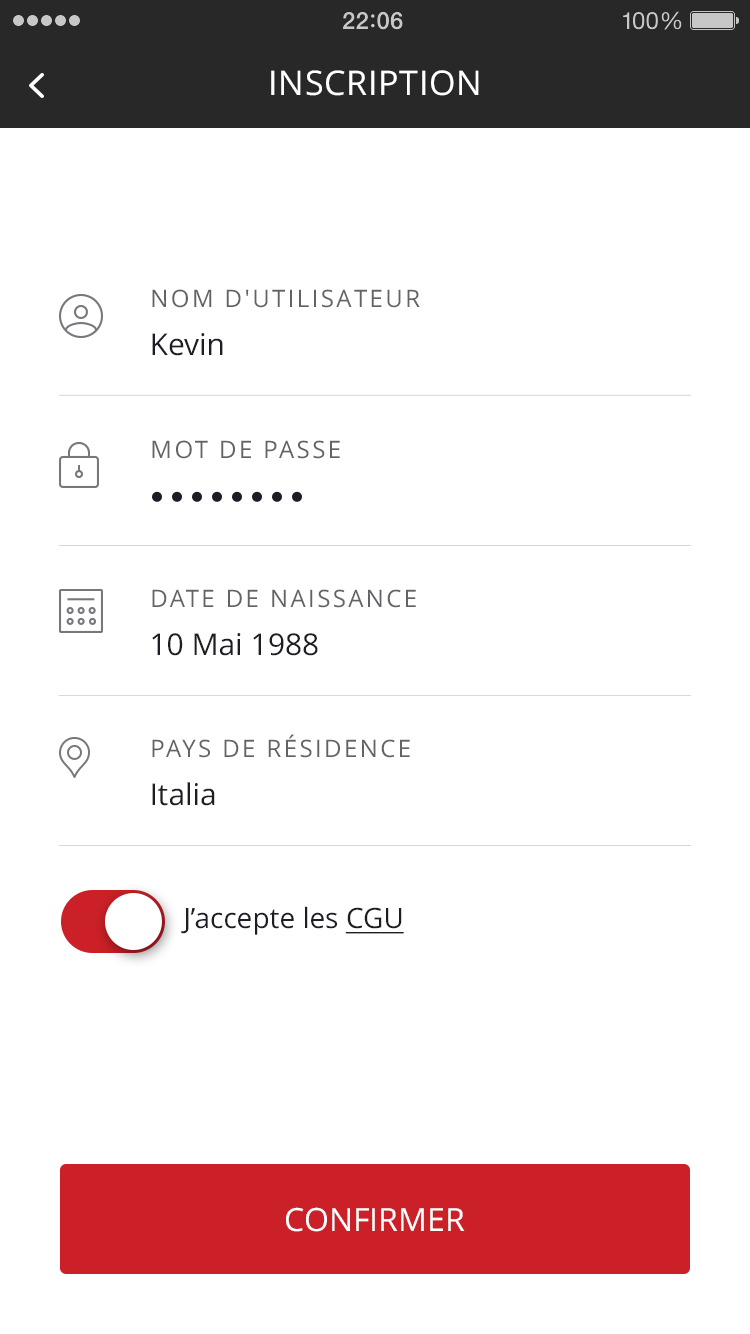 22:06
100%
INSCRIPTION
NOM D'UTILISATEUR
Kevin
MOT DE PASSE
••••••••
DATE DE NAISSANCE
10 Mai 1988
PAYS DE RÉSIDENCE
Italia
J’accepte les CGU
CONFIRMER